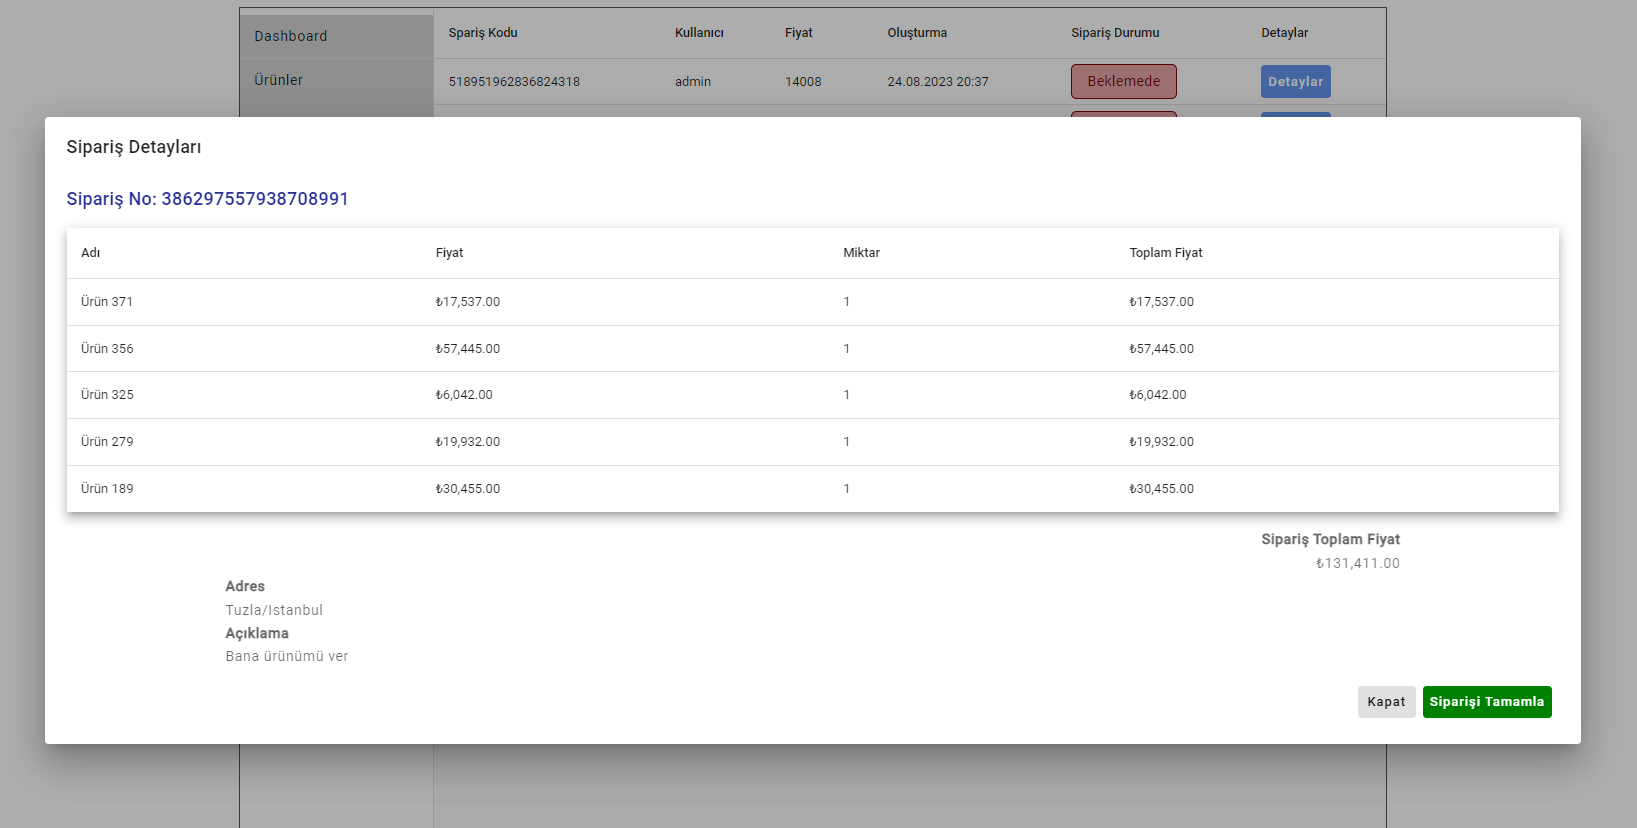 Dashboard
Ürünler
Spariş Kodu Kullanıcı Fiyat Oluşturma Sipariş Durumu Detaylar
518951962836824318 admin 14008 24.08.2023 20:37 Beklemede Detaylar
Sipariş Detayları
Sipariş No: 386297557938708991
Adı Fiyat Miktar Toplam Fiyat
Ürün 371 ₺17,537.00 1 ₺17,537.00
Ürün 356 ₺57,445.00 1 ₺57,445.00
Ürün 325 ₺6,042.00 1 ₺6,042.00
Ürün 279 ₺19,932.00 1 ₺19,932.00
Ürün 189 ₺30,455.00 1 ₺30,455.00
Sipariş Toplam Fiyat
₺131,411.00
Adres
Tuzla/Istanbul
Açıklama
Bana ürünümü ver
Kapat Siparişi Tamamla